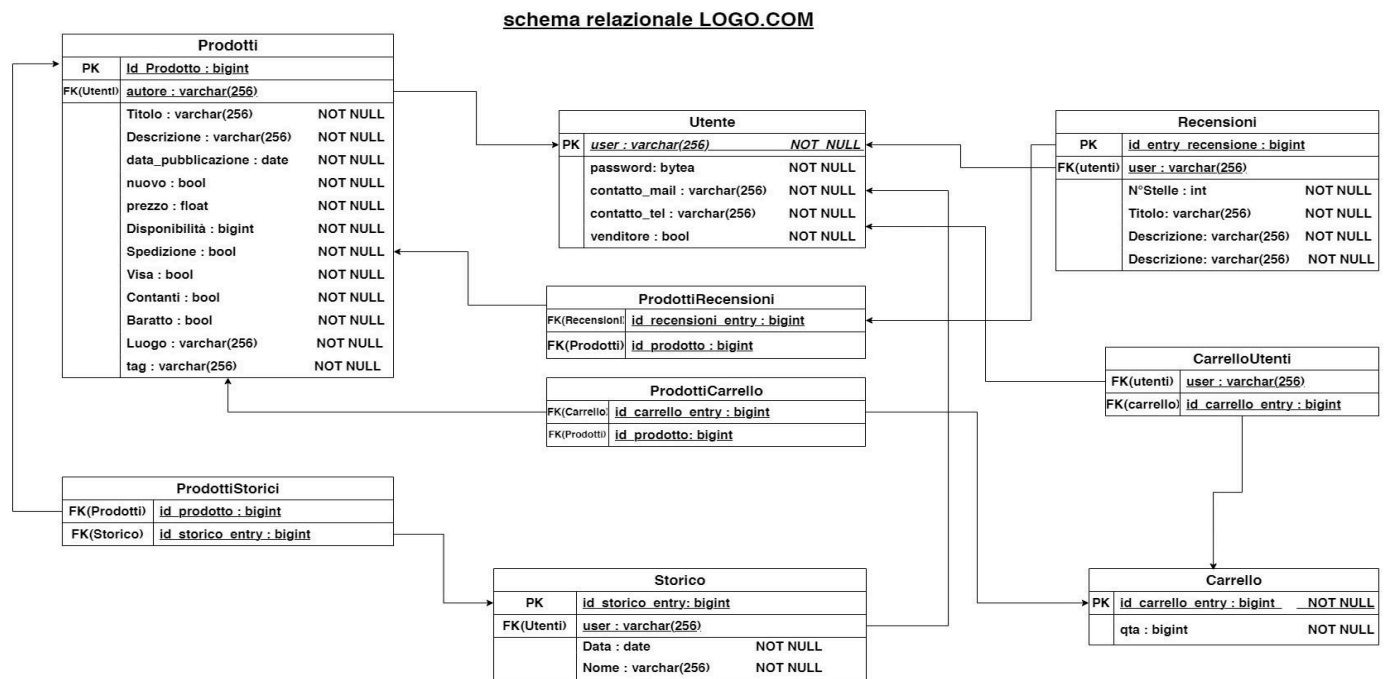 schema relazionale LOGO.COM
Prodotti
PK Id_Prodotto : bigint
FK(Utenti) autore : varchar(256)
Titolo : varchar(256) NOT NULL
Descrizione : varchar(256) NOT NULL
data_pubblicazione : date NOT NULL
nuovo : bool NOT NULL
prezzo : float NOT NULL
Disponibilità : bigint NOT NULL
Spedizione : bool NOT NULL
Visa : bool NOT NULL
Contanti : bool NOT NULL
Baratto : bool NOT NULL
Luogo : varchar(256) NOT NULL
tag : varchar(256) NOT NULL
Utente
PK user : varchar(256) NOT NULL
password: bytea NOT NULL
contatto_mail : varchar(256) NOT NULL
contatto_tel : varchar(256) NOT NULL
venditore : bool NOT NULL
Recensioni
PK id_entry_recensione : bigint
FK(utenti) user : varchar(256)
N°Stelle : int NOT NULL
Titolo: varchar(256) NOT NULL
Descrizione: varchar(256) NOT NULL
Descrizione: varchar(256) NOT NULL
ProdottiRecensioni
FK(Recensioni) id_recensioni_entry : bigint
FK(Prodotti) id_prodotto : bigint
ProdottiCarrello
FK(Carrello) id_carrello_entry : bigint
FK(Prodotti) id_prodotto: bigint
CarrelloUtenti
FK(utenti) user : varchar(256)
FK(carrello) id_carrello_entry : bigint
ProdottiStorici
FK(Prodotti) id_prodotto : bigint
FK(Storico) id_storico_entry : bigint
Storico
PK id_storico_entry: bigint
FK(Utenti) user : varchar(256)
Data : date NOT NULL
Nome : varchar(256) NOT NULL
Carrello
PK id_carrello_entry : bigint NOT NULL
qta : bigint NOT NULL